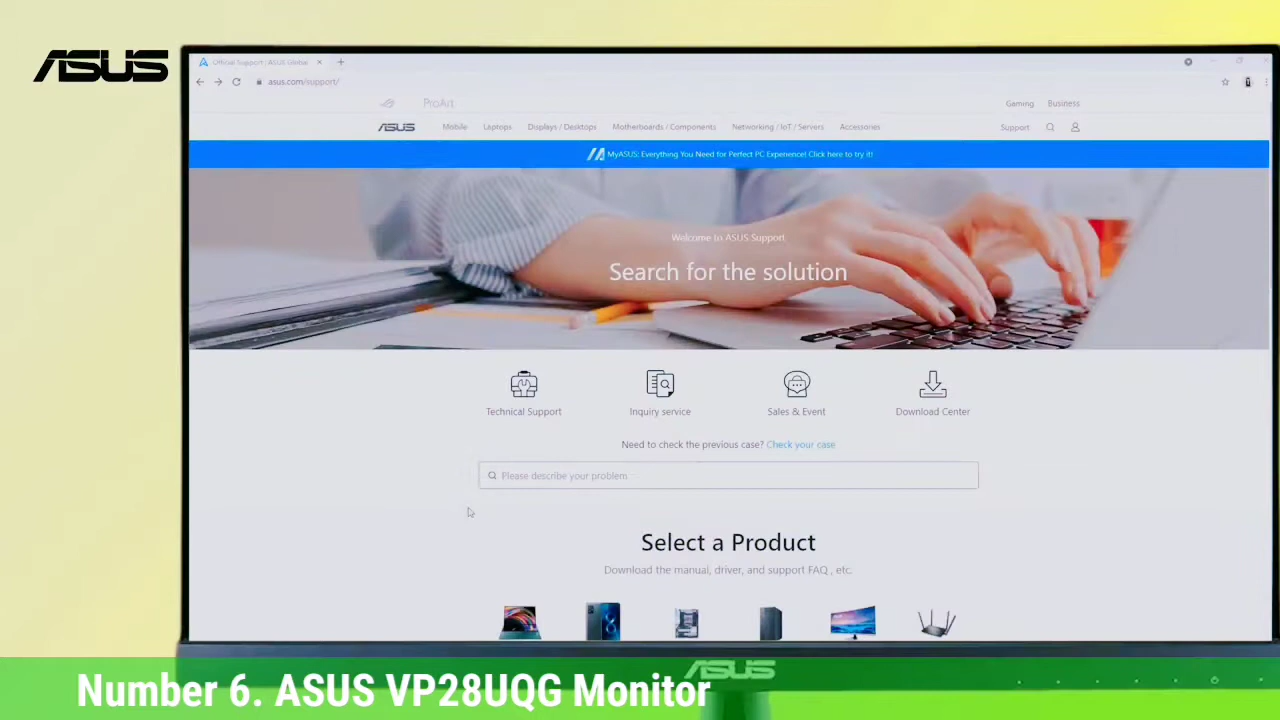 ASUS
Official Support | ASUS Global
asus.com/support/
ProArt
Gaming Business
ASUS Mobile Laptops Displays / Desktops Motherboards / Components Networking / IoT / Servers Accessories Support
MyASUS: Everything You Need for Perfect PC Experience! Click here to try it!
Welcome to ASUS Support
Search for the solution
Technical Support Inquiry service Sales & Event Download Center
Need to check the previous case? Check your case
Please describe your problem
Select a Product
Download the manual, driver, and support FAQ , etc.
ASUS
Number 6. ASUS VP28UQG Monitor